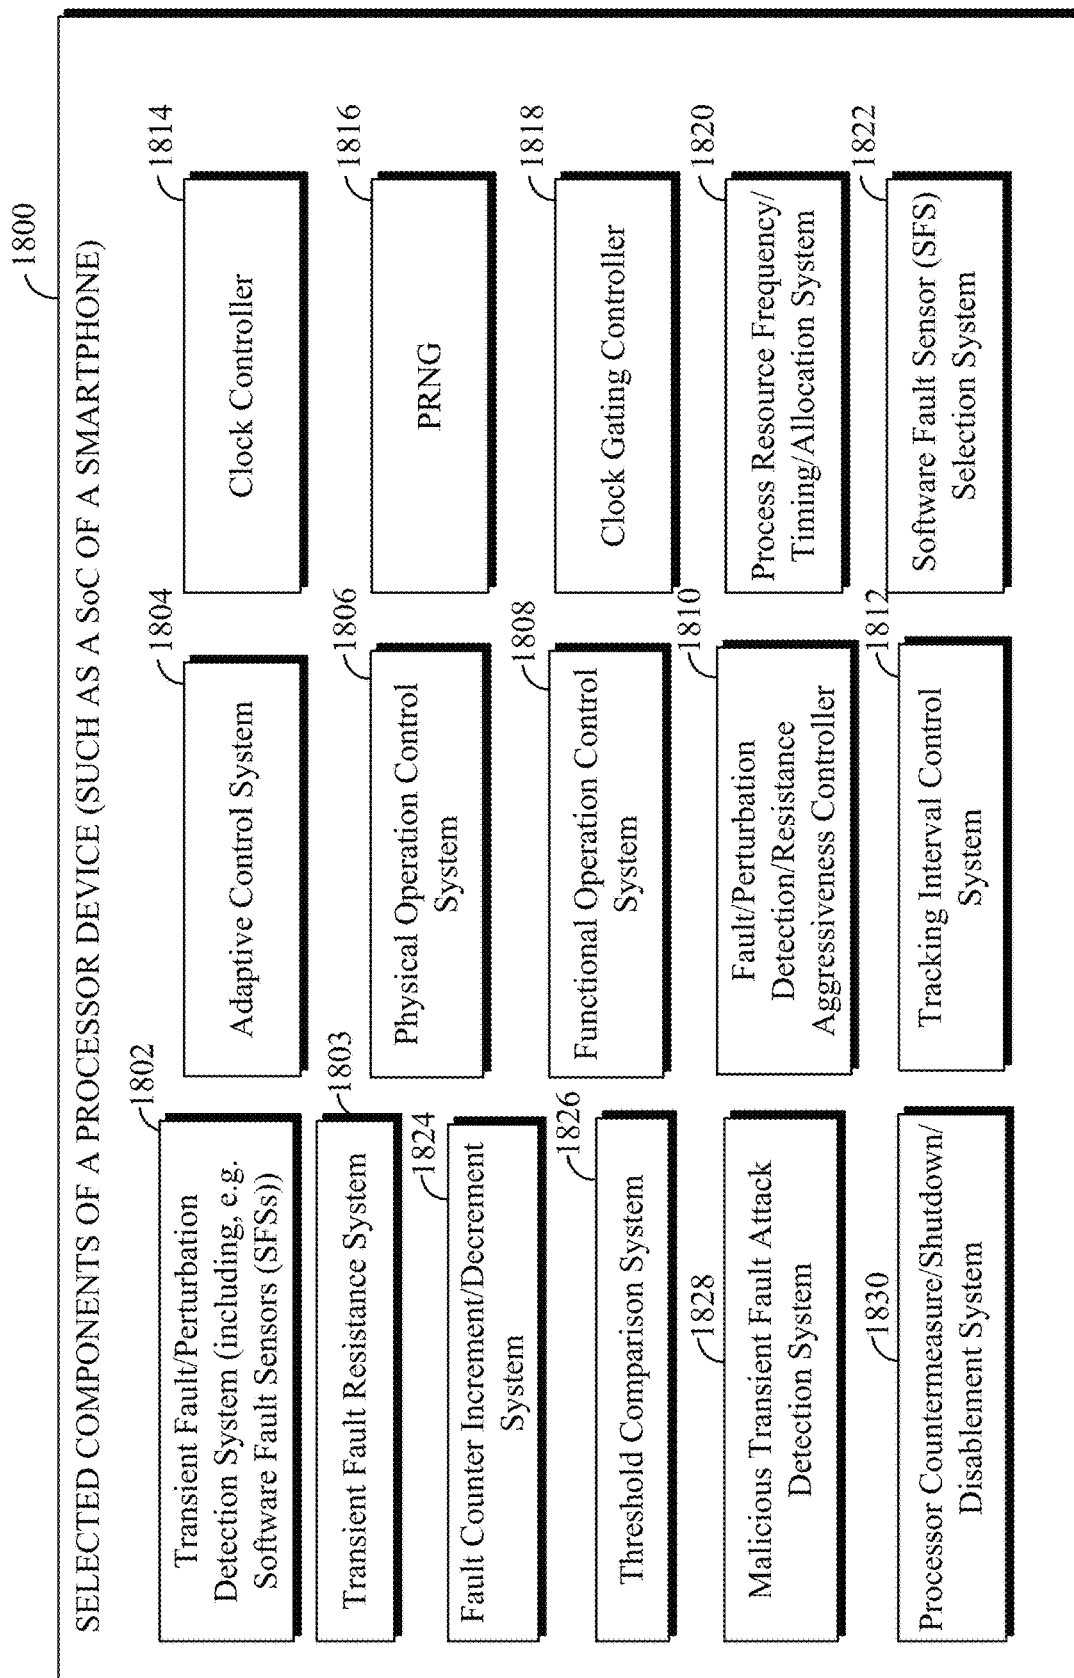 1800
SELECTED COMPONENTS OF A PROCESSOR DEVICE (SUCH AS A SoC OF A SMARTPHONE)
1802
Transient Fault/Perturbation
Detection System (including, e.g.
Software Fault Sensors (SFSs))
1803
Transient Fault Resistance System
1824
Fault Counter Increment/Decrement
System
1826
Threshold Comparison System
1828
Malicious Transient Fault Attack
Detection System
1830
Processor Countermeasure/Shutdown/
Disablement System
1804
Adaptive Control System
1806
Physical Operation Control
System
1808
Functional Operation Control
System
1810
Fault/Perturbation
Detection/Resistance
Aggressiveness Controller
1812
Tracking Interval Control
System
1814
Clock Controller
1816
PRNG
1818
Clock Gating Controller
1820
Process Resource Frequency/
Timing/Allocation System
1822
Software Fault Sensor (SFS)
Selection System